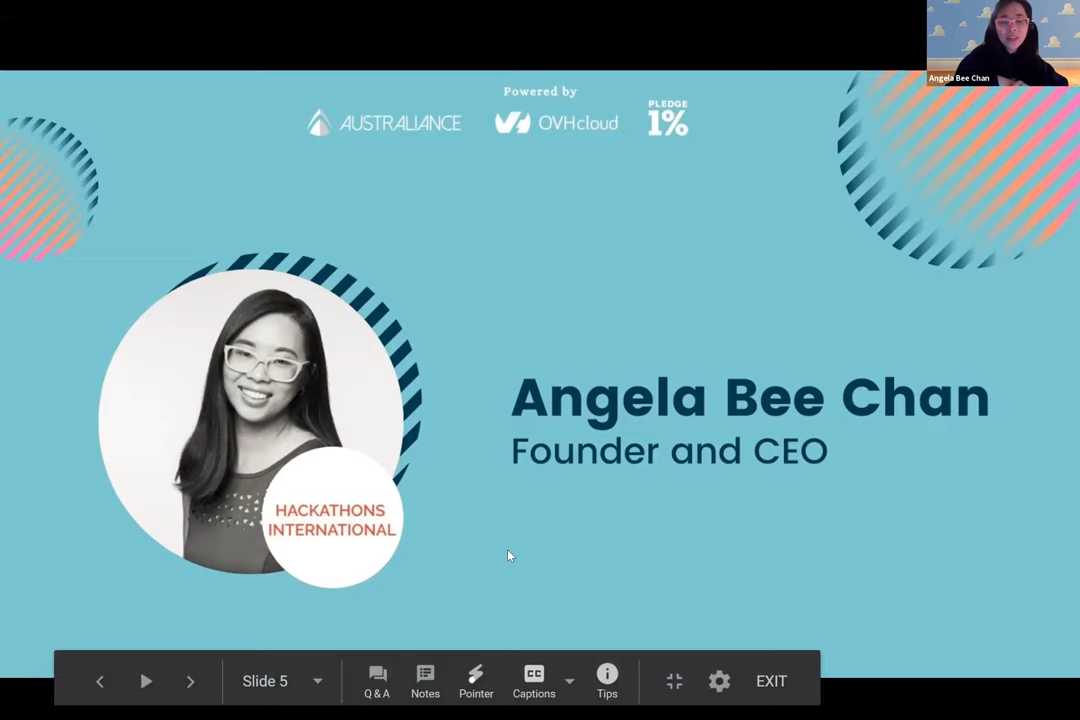 Angela Bee Chan
Powered by
AUSTRALIANCE
OVHcloud
PLEDGE
1%
Angela Bee Chan
Founder and CEO
HACKATHONS
INTERNATIONAL
Slide 5
Q & A
Notes
Pointer
CC
Captions
Tips
EXIT